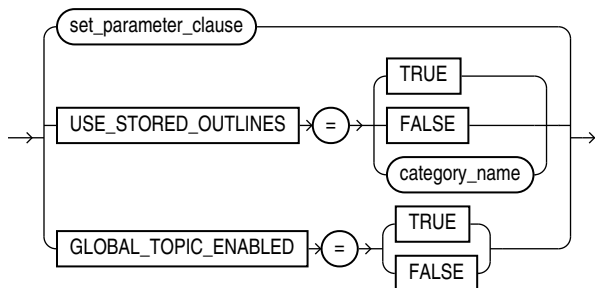 set_parameter_clause
TRUE
USE_STORED_OUTLINES = FALSE
category_name
TRUE
GLOBAL_TOPIC_ENABLED =
FALSE